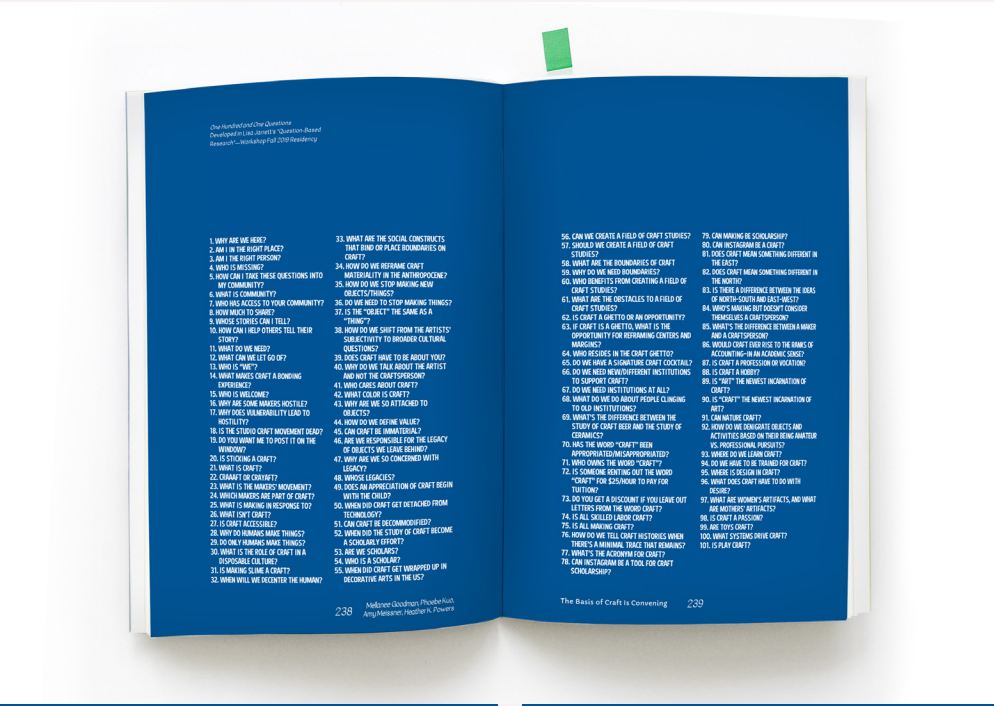 One Hundred and One Questions
Developed in Lisa Jarrett's "Question-Based
Research"—Workshop Fall 2019 Residency
1. WHY ARE WE HERE?
2. AM I IN THE RIGHT PLACE?
3. AM I THE RIGHT PERSON?
4. WHO IS MISSING?
5. HOW CAN I TAKE THESE QUESTIONS INTO
MY COMMUNITY?
6. WHAT IS COMMUNITY?
7. WHO HAS ACCESS TO YOUR COMMUNITY?
8. HOW MUCH TO SHARE?
9. WHOSE STORIES CAN I TELL?
10. HOW CAN I HELP OTHERS TELL THEIR
STORY?
11. WHAT DO WE NEED?
12. WHAT CAN WE LET GO OF?
13. WHO IS "WE"?
14. WHAT MAKES CRAFT A BONDING
EXPERIENCE?
15. WHO IS WELCOME?
16. WHY ARE SOME MAKERS HOSTILE?
17. WHY DOES VULNERABILITY LEAD TO
HOSTILITY?
18. IS THE STUDIO CRAFT MOVEMENT DEAD?
19. DO YOU WANT ME TO POST IT ON THE
WINDOW?
20. IS STICKING A CRAFT?
21. WHAT IS CRAFT?
22. CRAAAFT OR CRAYAFT?
23. WHAT IS THE MAKERS' MOVEMENT?
24. WHICH MAKERS ARE PART OF CRAFT?
25. WHAT IS MAKING IN RESPONSE TO?
26. WHAT ISN'T CRAFT?
27. IS CRAFT ACCESSIBLE?
28. WHY DO HUMANS MAKE THINGS?
29. DO ONLY HUMANS MAKE THINGS?
30. WHAT IS THE ROLE OF CRAFT IN A
DISPOSABLE CULTURE?
31. IS MAKING SLIME A CRAFT?
32. WHEN WILL WE DECENTER THE HUMAN?
33. WHAT ARE THE SOCIAL CONSTRUCTS
THAT BIND OR PLACE BOUNDARIES ON
CRAFT?
34. HOW DO WE REFRAME CRAFT
MATERIALITY IN THE ANTHROPOCENE?
35. HOW DO WE STOP MAKING NEW
OBJECTS/THINGS?
36. DO WE NEED TO STOP MAKING THINGS?
37. IS THE "OBJECT" THE SAME AS A
"THING"?
38. HOW DO WE SHIFT FROM THE ARTISTS'
SUBJECTIVITY TO BROADER CULTURAL
QUESTIONS?
39. DOES CRAFT HAVE TO BE ABOUT YOU?
40. WHY DO WE TALK ABOUT THE ARTIST
AND NOT THE CRAFTSPERSON?
41. WHO CARES ABOUT CRAFT?
42. WHAT COLOR IS CRAFT?
43. WHY ARE WE SO ATTACHED TO
OBJECTS?
44. HOW DO WE DEFINE VALUE?
45. CAN CRAFT BE IMMATERIAL?
46. ARE WE RESPONSIBLE FOR THE LEGACY
OF OBJECTS WE LEAVE BEHIND?
47. WHY ARE WE SO CONCERNED WITH
LEGACY?
48. WHOSE LEGACIES?
49. DOES AN APPRECIATION OF CRAFT BEGIN
WITH THE CHILD?
50. WHEN DID CRAFT GET DETACHED FROM
TECHNOLOGY?
51. CAN CRAFT BE DECOMMODIFIED?
52. WHEN DID THE STUDY OF CRAFT BECOME
A SCHOLARLY EFFORT?
53. ARE WE SCHOLARS?
54. WHO IS A SCHOLAR?
55. WHEN DID CRAFT GET WRAPPED UP IN
DECORATIVE ARTS IN THE US?
238
Mellanee Goodman, Phoebe Kuo,
Amy Meissner, Heather K. Powers
56. CAN WE CREATE A FIELD OF CRAFT STUDIES?
57. SHOULD WE CREATE A FIELD OF CRAFT
STUDIES?
58. WHAT ARE THE BOUNDARIES OF CRAFT
59. WHY DO WE NEED BOUNDARIES?
60. WHO BENEFITS FROM CREATING A FIELD OF
CRAFT STUDIES?
61. WHAT ARE THE OBSTACLES TO A FIELD OF
CRAFT STUDIES?
62. IS CRAFT A GHETTO OR AN OPPORTUNITY?
63. IF CRAFT IS A GHETTO, WHAT IS THE
OPPORTUNITY FOR REFRAMING CENTERS AND
MARGINS?
64. WHO RESIDES IN THE CRAFT GHETTO?
65. DO WE HAVE A SIGNATURE CRAFT COCKTAIL?
66. DO WE NEED NEW/DIFFERENT INSTITUTIONS
TO SUPPORT CRAFT?
67. DO WE NEED INSTITUTIONS AT ALL?
68. WHAT DO WE DO ABOUT PEOPLE CLINGING
TO OLD INSTITUTIONS?
69. WHAT'S THE DIFFERENCE BETWEEN THE
STUDY OF CRAFT BEER AND THE STUDY OF
CERAMICS?
70. HAS THE WORD "CRAFT" BEEN
APPROPRIATED/MISAPPROPRIATED?
71. WHO OWNS THE WORD "CRAFT"?
72. IS SOMEONE RENTING OUT THE WORD
"CRAFT" FOR $25/HOUR TO PAY FOR
TUITION?
73. DO YOU GET A DISCOUNT IF YOU LEAVE OUT
LETTERS FROM THE WORD CRAFT?
74. IS ALL SKILLED LABOR CRAFT?
75. IS ALL MAKING CRAFT?
76. HOW DO WE TELL CRAFT HISTORIES WHEN
THERE'S A MINIMAL TRACE THAT REMAINS?
77. WHAT'S THE ACRONYM FOR CRAFT?
78. CAN INSTAGRAM BE A TOOL FOR CRAFT
SCHOLARSHIP?
79. CAN MAKING BE SCHOLARSHIP?
80. CAN INSTAGRAM BE A CRAFT?
81. DOES CRAFT MEAN SOMETHING DIFFERENT IN
THE EAST?
82. DOES CRAFT MEAN SOMETHING DIFFERENT IN
THE NORTH?
83. IS THERE A DIFFERENCE BETWEEN THE IDEAS
OF NORTH-SOUTH AND EAST-WEST?
84. WHO'S MAKING BUT DOESN'T CONSIDER
THEMSELVES A CRAFTSPERSON?
85. WHAT'S THE DIFFERENCE BETWEEN A MAKER
AND A CRAFTSPERSON?
86. WOULD CRAFT EVER RISE TO THE RANKS OF
ACCOUNTING—IN AN ACADEMIC SENSE?
87. IS CRAFT A PROFESSION OR VOCATION?
88. IS CRAFT A HOBBY?
89. IS "ART" THE NEWEST INCARNATION OF
CRAFT?
90. IS "CRAFT" THE NEWEST INCARNATION OF
ART?
91. CAN NATURE CRAFT?
92. HOW DO WE DENIGRATE OBJECTS AND
ACTIVITIES BASED ON THEIR BEING AMATEUR
VS. PROFESSIONAL PURSUITS?
93. WHERE DO WE LEARN CRAFT?
94. DO WE HAVE TO BE TRAINED FOR CRAFT?
95. WHERE IS DESIGN IN CRAFT?
96. WHAT DOES CRAFT HAVE TO DO WITH
DESIRE?
97. WHAT ARE WOMEN'S ARTIFACTS, AND WHAT
ARE MOTHERS' ARTIFACTS?
98. IS CRAFT A PASSION?
99. ARE TOYS CRAFT?
100. WHAT SYSTEMS DRIVE CRAFT?
101. IS PLAY CRAFT?
The Basis of Craft Is Convening
239